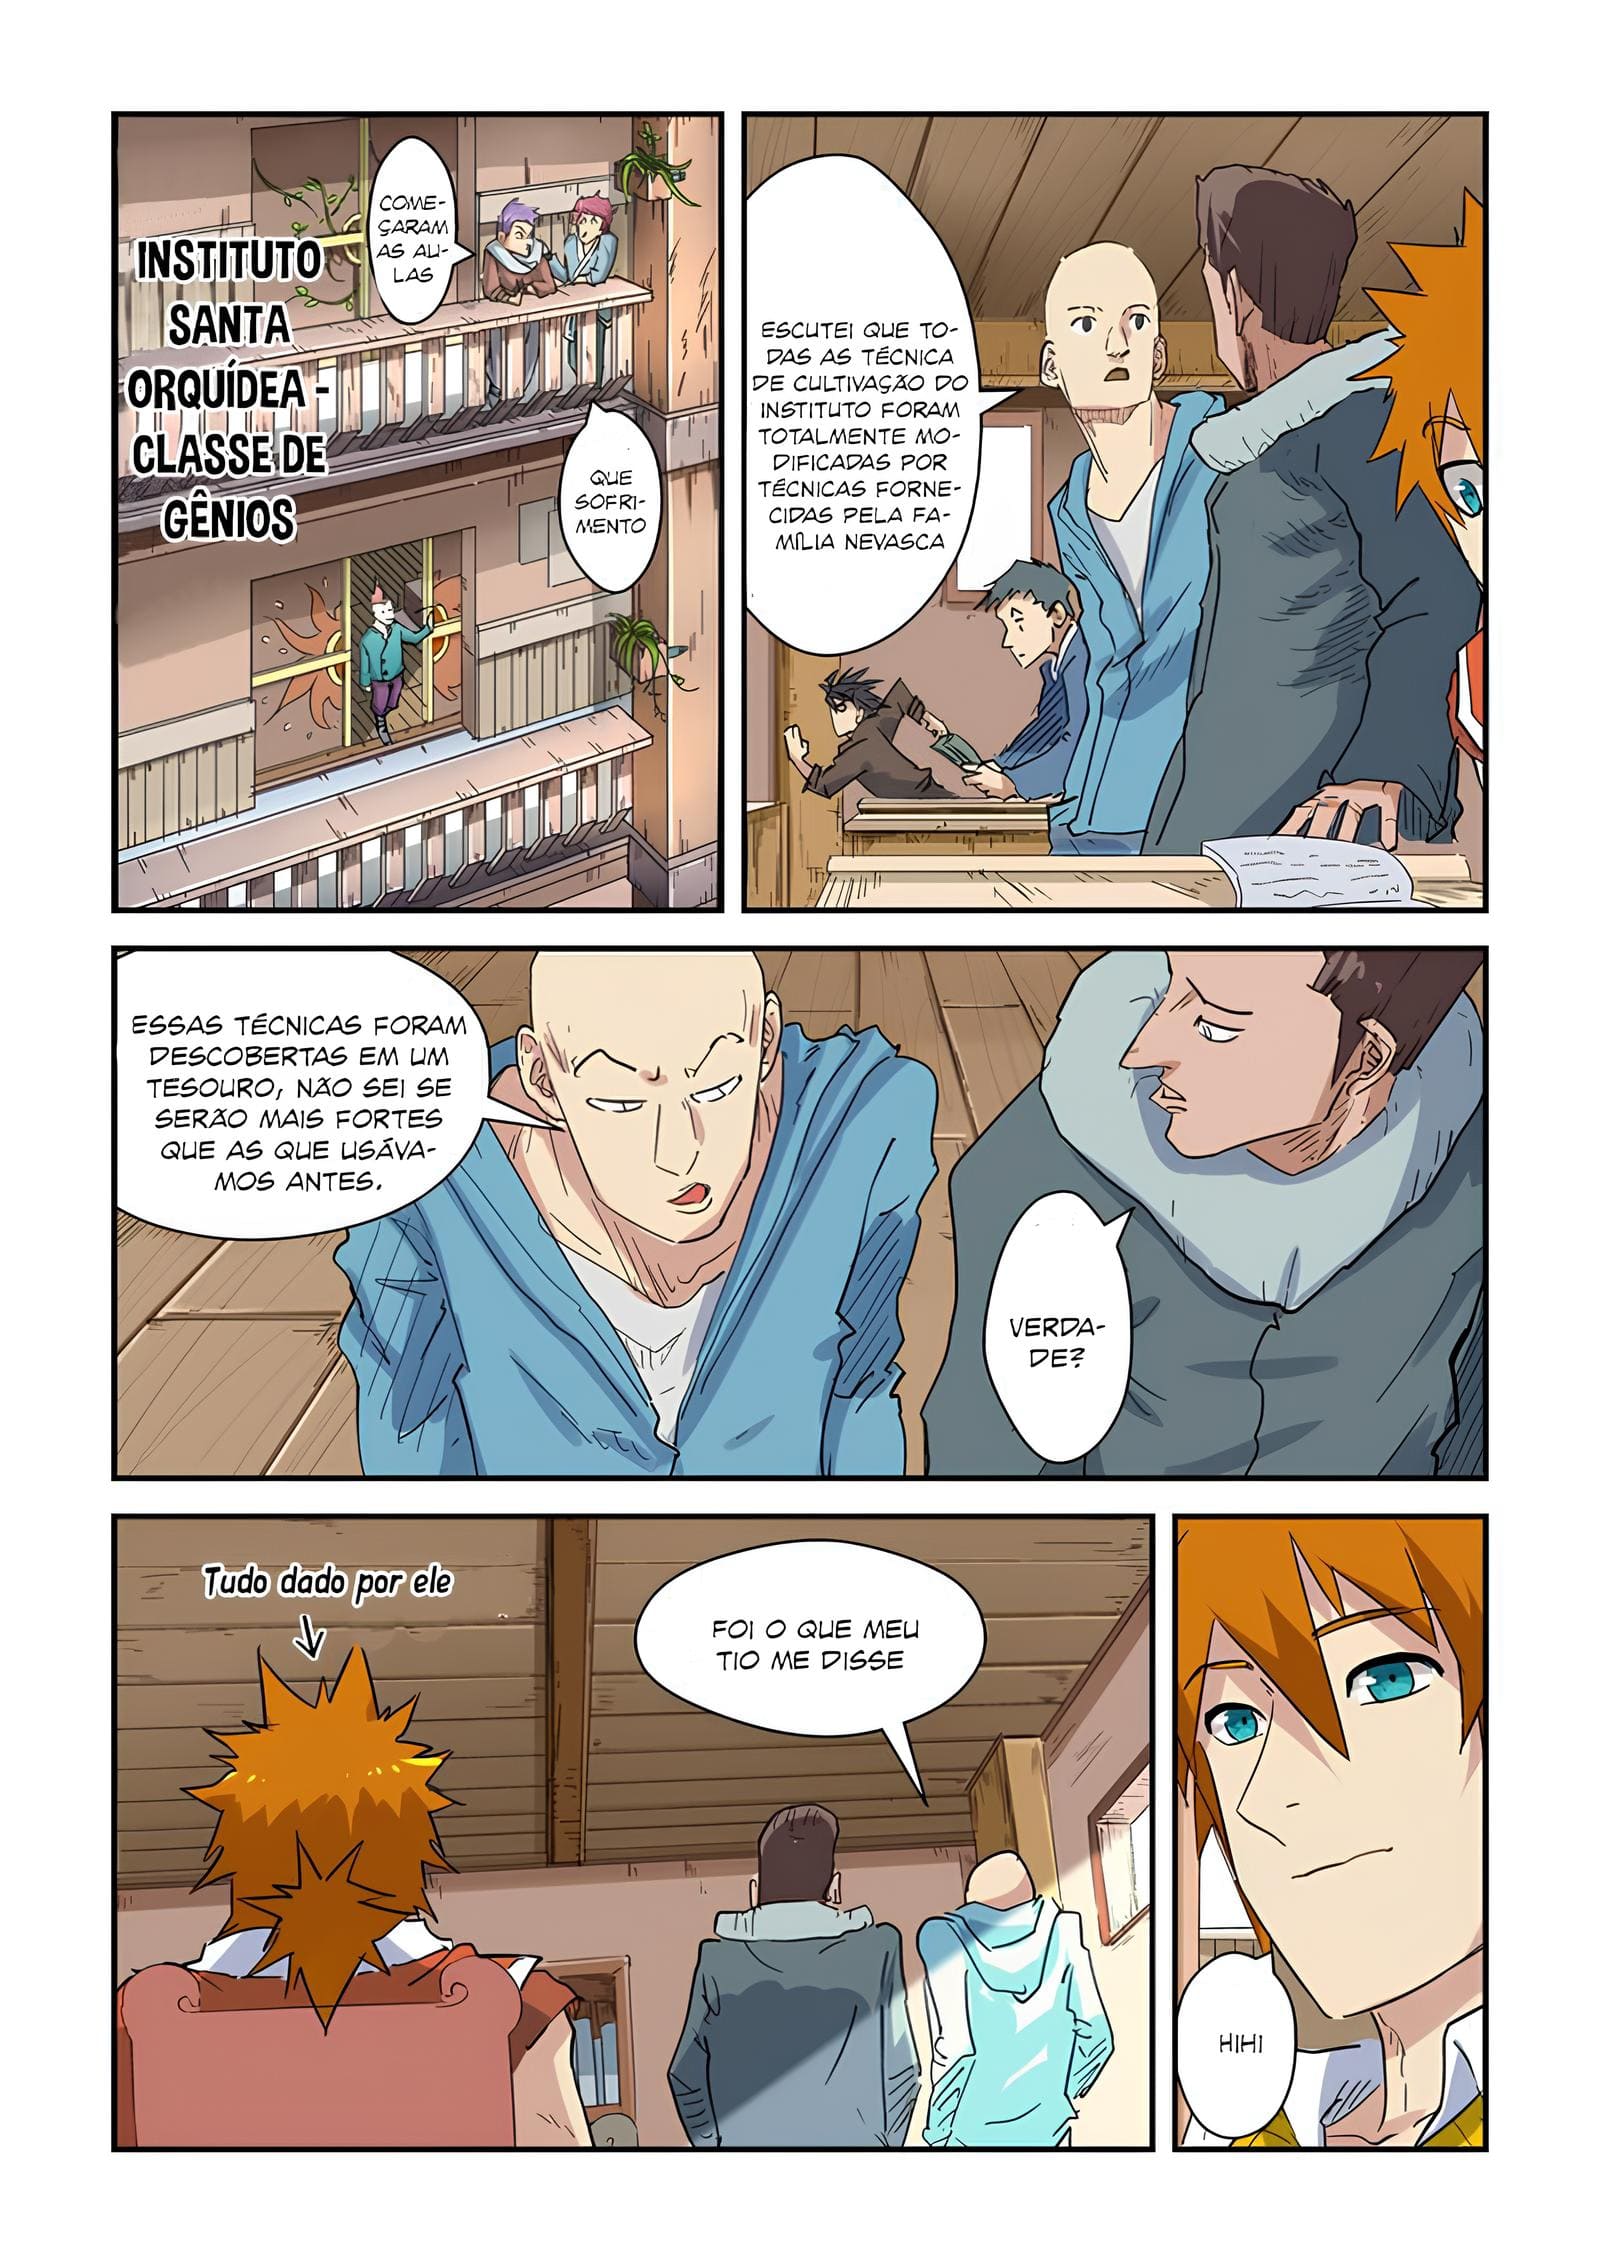 INSTITUTO
SANTA
ORQUÍDEA -
CLASSE DE
GÊNIOS
COME-
ÇARAM
AS AU-
LAS
QUE
SOFRI-
MENTO
ESCUTEI QUE TO-
DAS AS TÉCNICA
DE CULTIVAÇÃO DO
INSTITUTO FORAM
TOTALMENTE MO-
DIFICADAS POR
TÉCNICAS FORNE-
CIDAS PELA FA-
MÍLIA NEVASCA
ESSAS TÉCNICAS FORAM
DESCOBERTAS EM UM
TESOURO; NÃO SEI SE
SERÃO MAIS FORTES
QUE AS QUE USÁVA-
MOS ANTES.
VERDA-
DE?
Tudo dado por ele
FOI O QUE MEU
TIO ME DISSE
HIHI